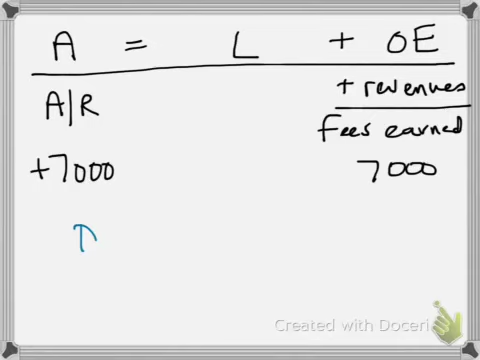 A = L + OE
A/R + revenues
Fees earned
+7000 7000
Created with Doceri